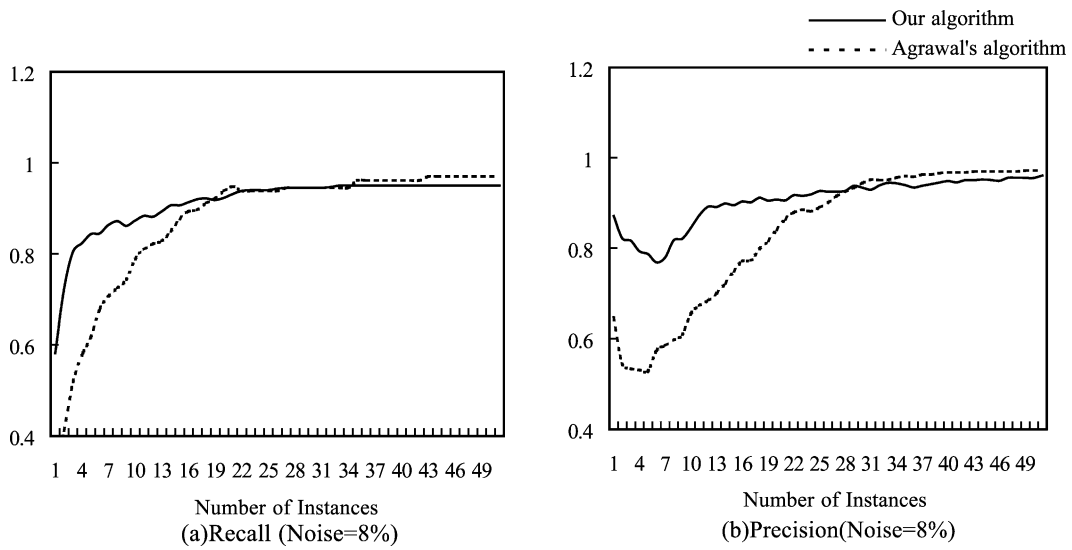 Our algorithm
Agrawal's algorithm
1.2
1
0.8
0.6
0.4
1 4 7 10 13 16 19 22 25 28 31 34 37 40 43 46 49
Number of Instances
(a)Recall (Noise=8%)
1.2
1
0.8
0.6
0.4
1 4 7 10 13 16 19 22 25 28 31 34 37 40 43 46 49
Number of Instances
(b)Precision(Noise=8%)